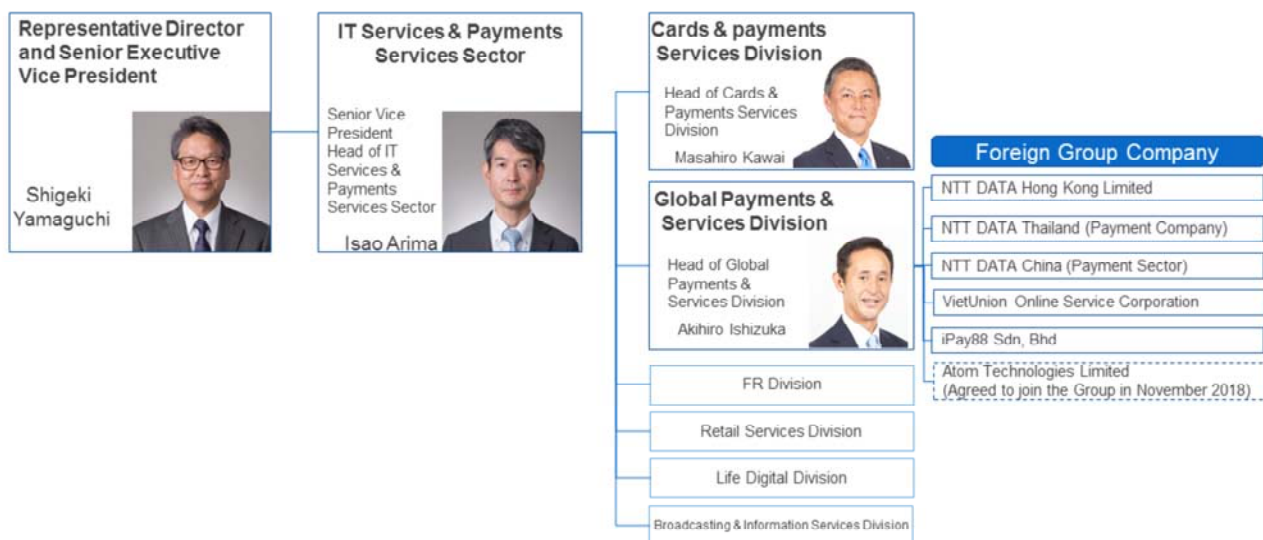 Representative Director
and Senior Executive
Vice President
Shigeki
Yamaguchi
IT Services & Payments
Services Sector
Senior Vice
President
Head of IT
Services &
Payments
Services Sector
Isao Arima
Cards & payments
Services Division
Head of Cards &
Payments Services
Division
Masahiro Kawai
Global Payments &
Services Division
Head of Global
Payments &
Services Division
Akihiro Ishizuka
FR Division
Retail Services Division
Life Digital Division
Broadcasting & Information Services Division
Foreign Group Company
NTT DATA Hong Kong Limited
NTT DATA Thailand (Payment Company)
NTT DATA China (Payment Sector)
VietUnion Online Service Corporation
iPay88 Sdn, Bhd
Atom Technologies Limited
(Agreed to join the Group in November 2018)